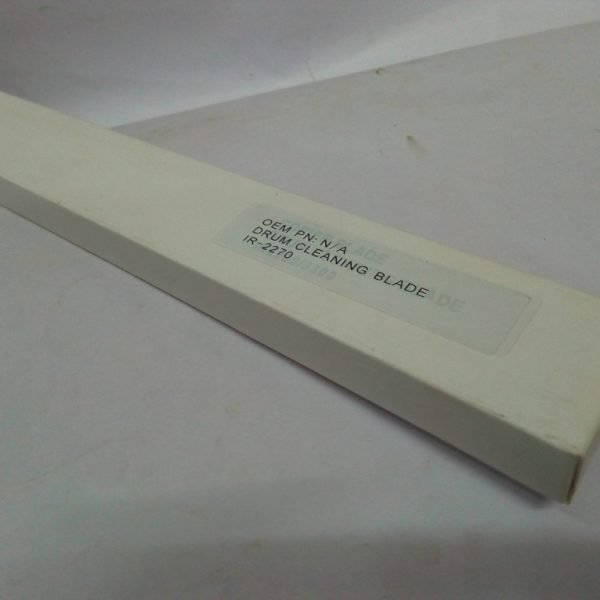 OEM PN: N/A
DRUM CLEANING BLADE
IR-2270